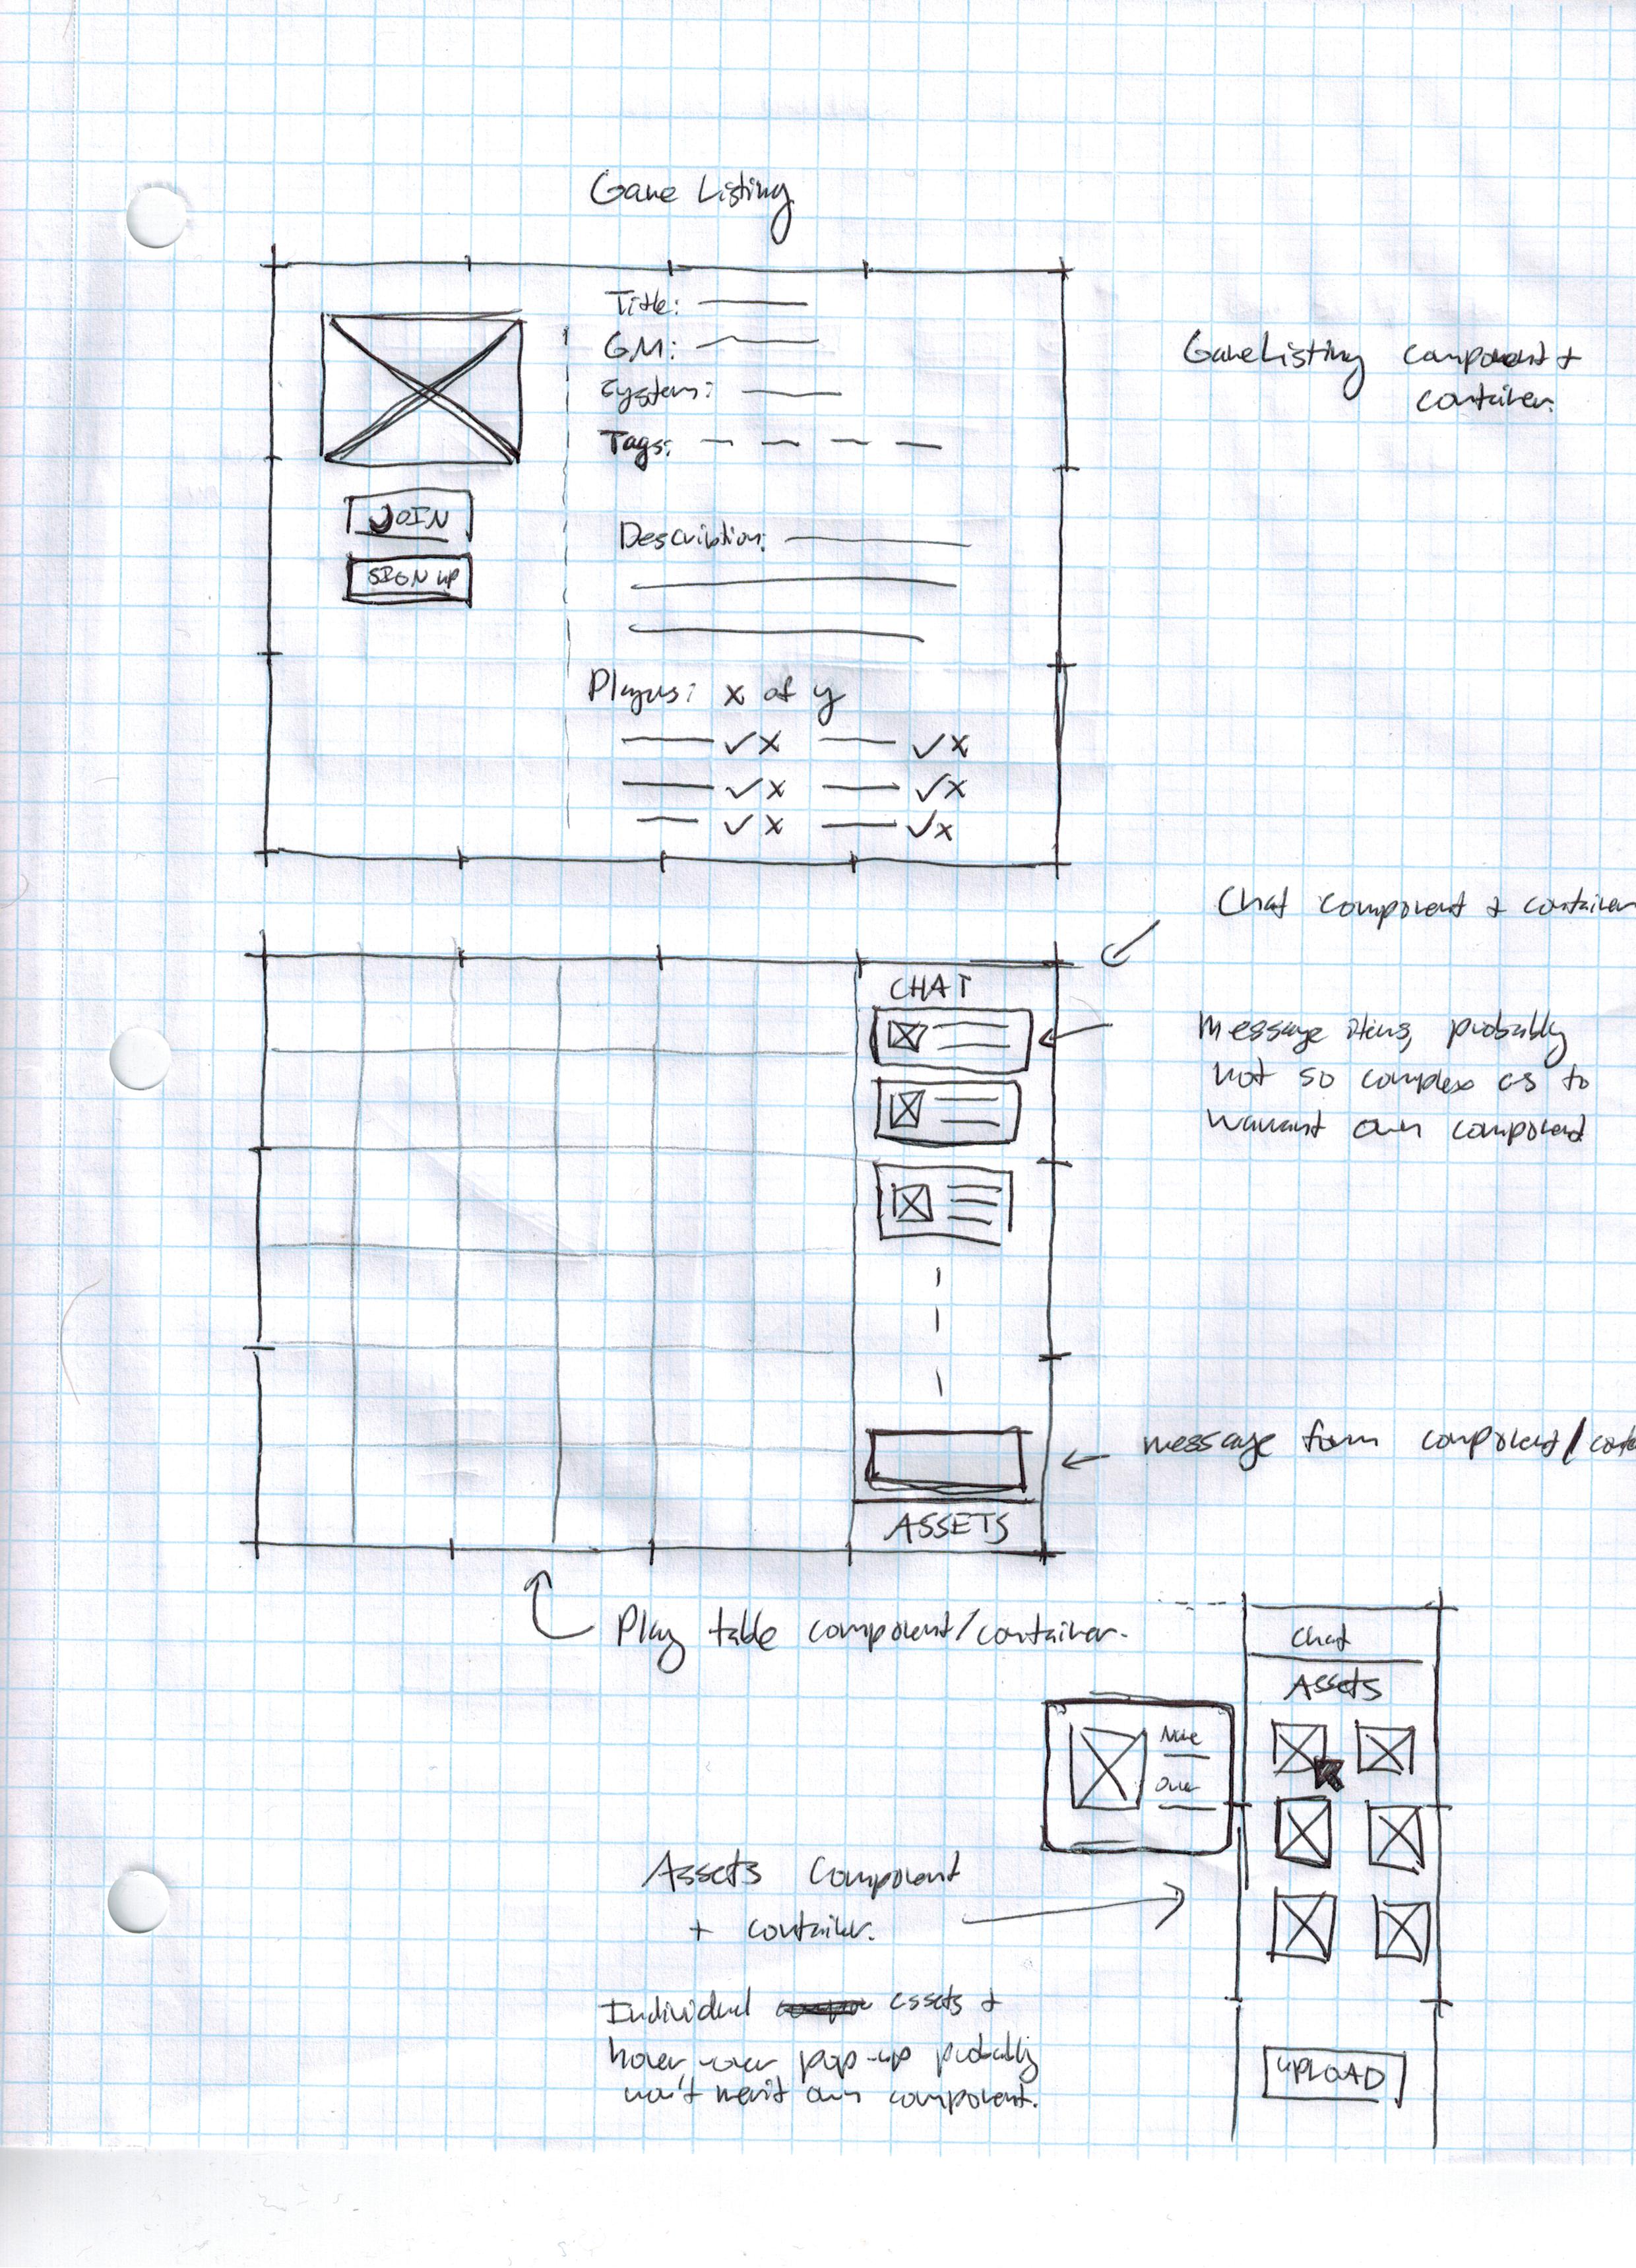 Game Listing
Title:
GM:
System:
Tags:
JOIN
SIGN UP
Description:
Players: x of y
✓ x ✓ x
✓ x ✓ x
✓ x ✓ x
GameListing component +
container.
Chat component + container
CHAT
Message items, probably
not so complex as to
warrant own component
message form component/
ASSETS
Play table component/container.
Chat
Assets
Name
Owner
Assets Component
+ container.
Individual assets +
hover-over pop-up probably
won't merit own component.
UPLOAD